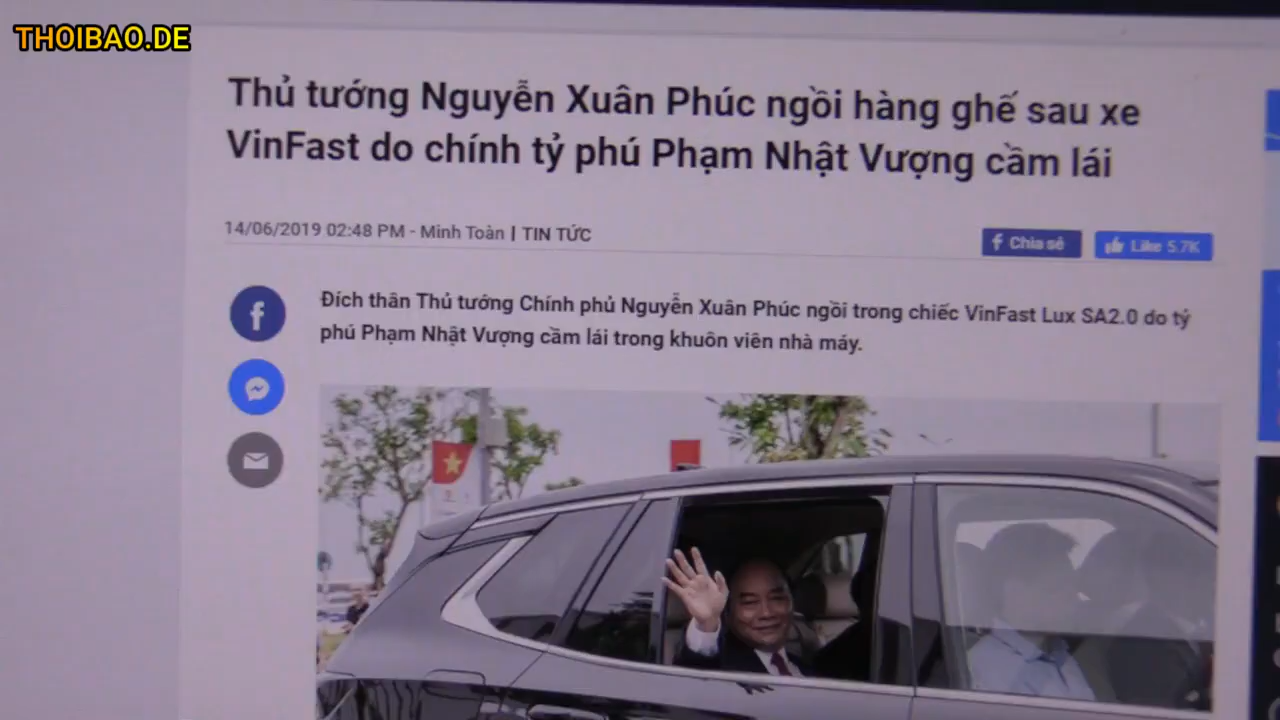 THOIBAO.DE
Thủ tướng Nguyễn Xuân Phúc ngồi hàng ghế sau xe
VinFast do chính tỷ phú Phạm Nhật Vượng cầm lái
14/06/2019 02:48 PM - Minh Toàn | TIN TỨC
Chia sẻ
Like 5.7K
Đích thân Thủ tướng Chính phủ Nguyễn Xuân Phúc ngồi trong chiếc VinFast Lux SA2.0 do tỷ
phú Phạm Nhật Vượng cầm lái trong khuôn viên nhà máy.